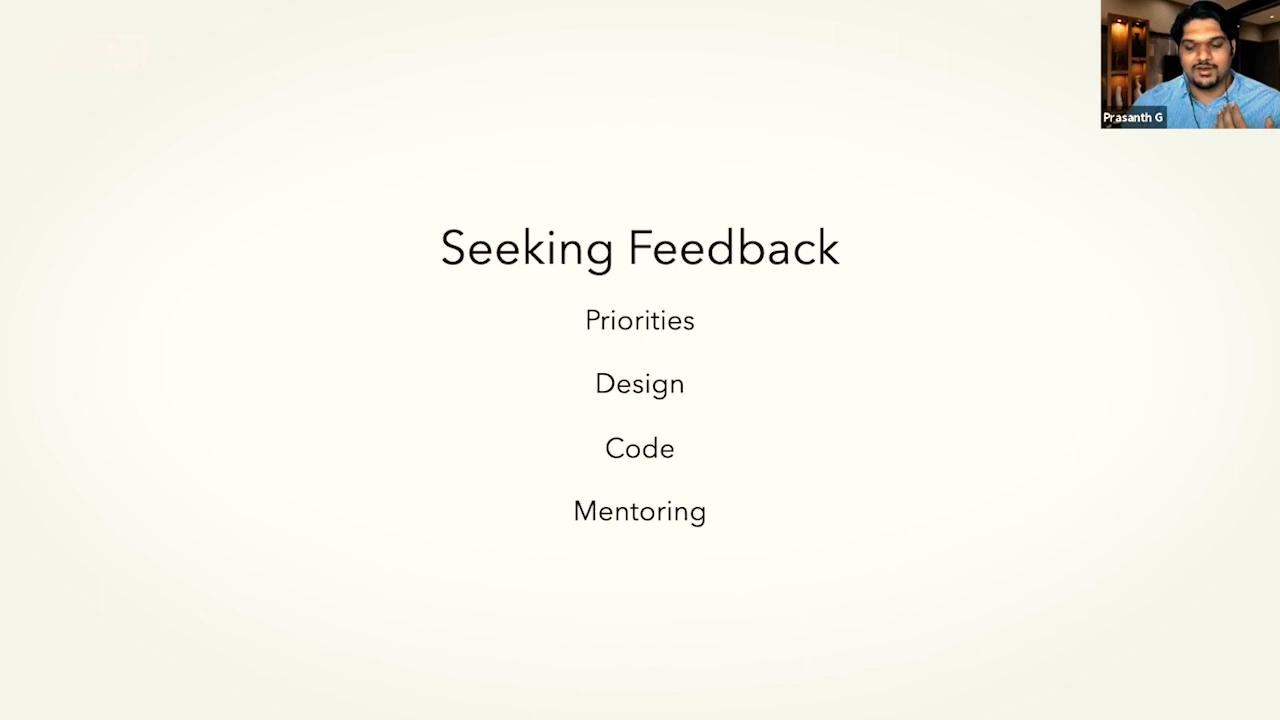 Prasanth G
Seeking Feedback
Priorities
Design
Code
Mentoring